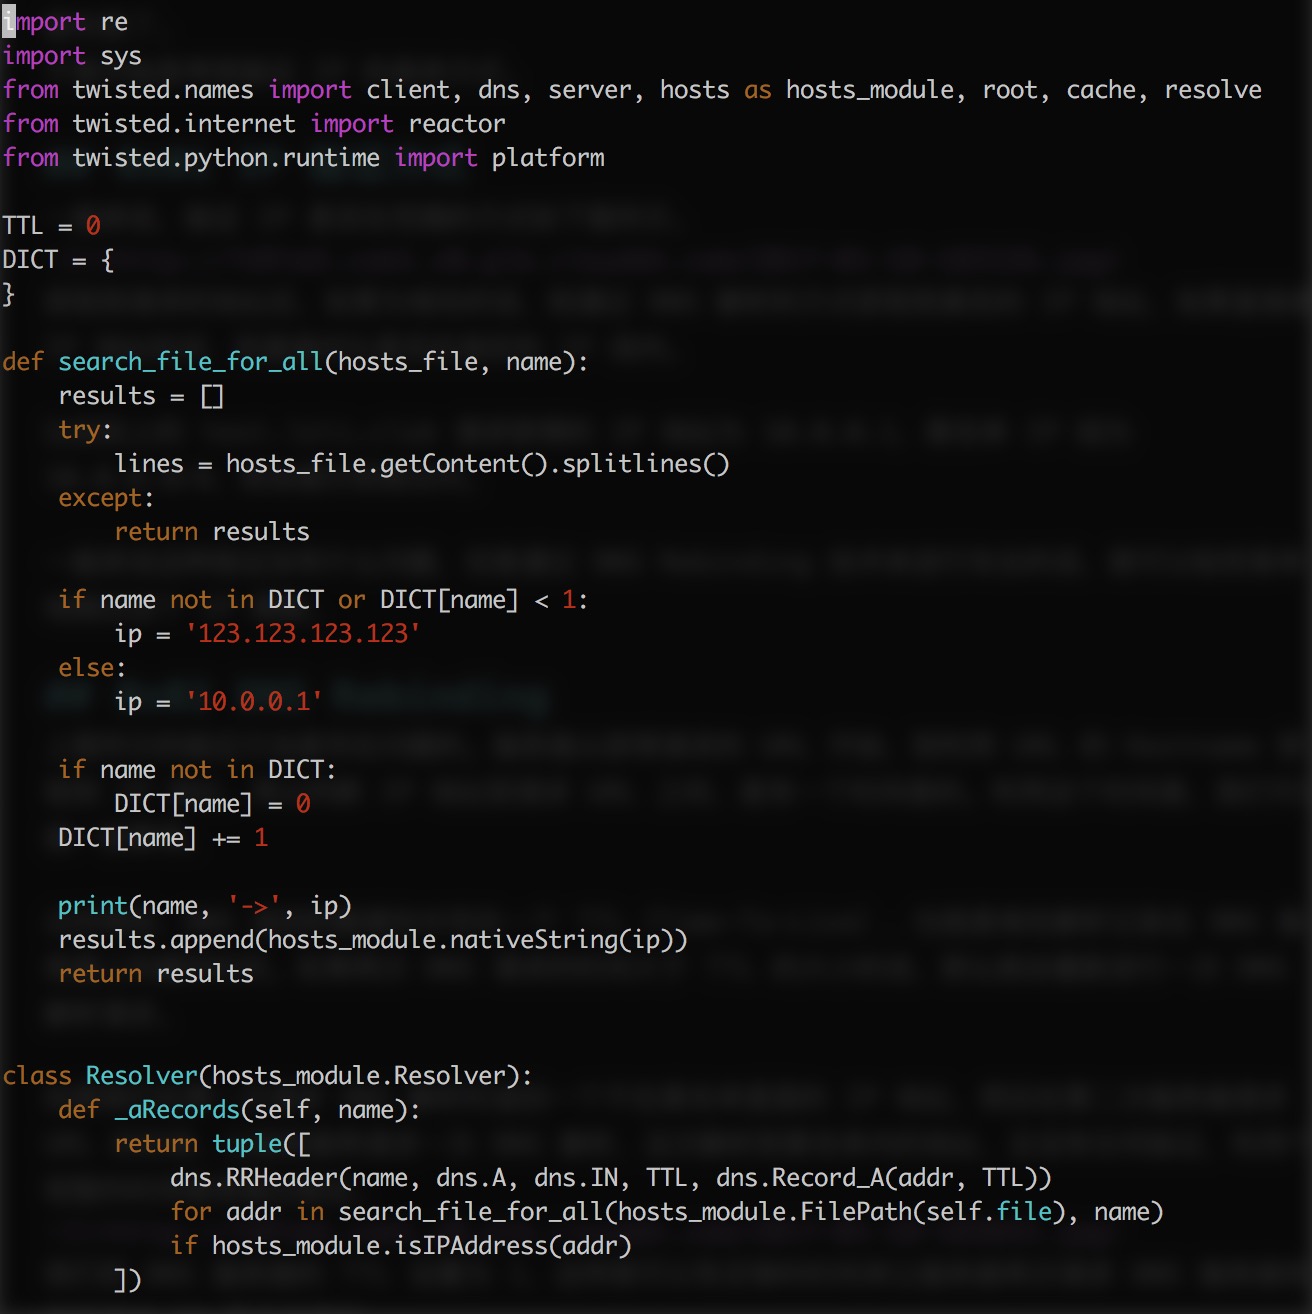 import re
import sys
from twisted.names import client, dns, server, hosts as hosts_module, root, cache, resolve
from twisted.internet import reactor
from twisted.python.runtime import platform

TTL = 0
DICT = {
}

def search_file_for_all(hosts_file, name):
    results = []
    try:
        lines = hosts_file.getContent().splitlines()
    except:
        return results

    if name not in DICT or DICT[name] < 1:
        ip = '123.123.123.123'
    else:
        ip = '10.0.0.1'

    if name not in DICT:
        DICT[name] = 0
    DICT[name] += 1

    print(name, '->', ip)
    results.append(hosts_module.nativeString(ip))
    return results

class Resolver(hosts_module.Resolver):
    def _aRecords(self, name):
        return tuple([
            dns.RRHeader(name, dns.A, dns.IN, TTL, dns.Record_A(addr, TTL))
            for addr in search_file_for_all(hosts_module.FilePath(self.file), name)
            if hosts_module.isIPAddress(addr)
        ])